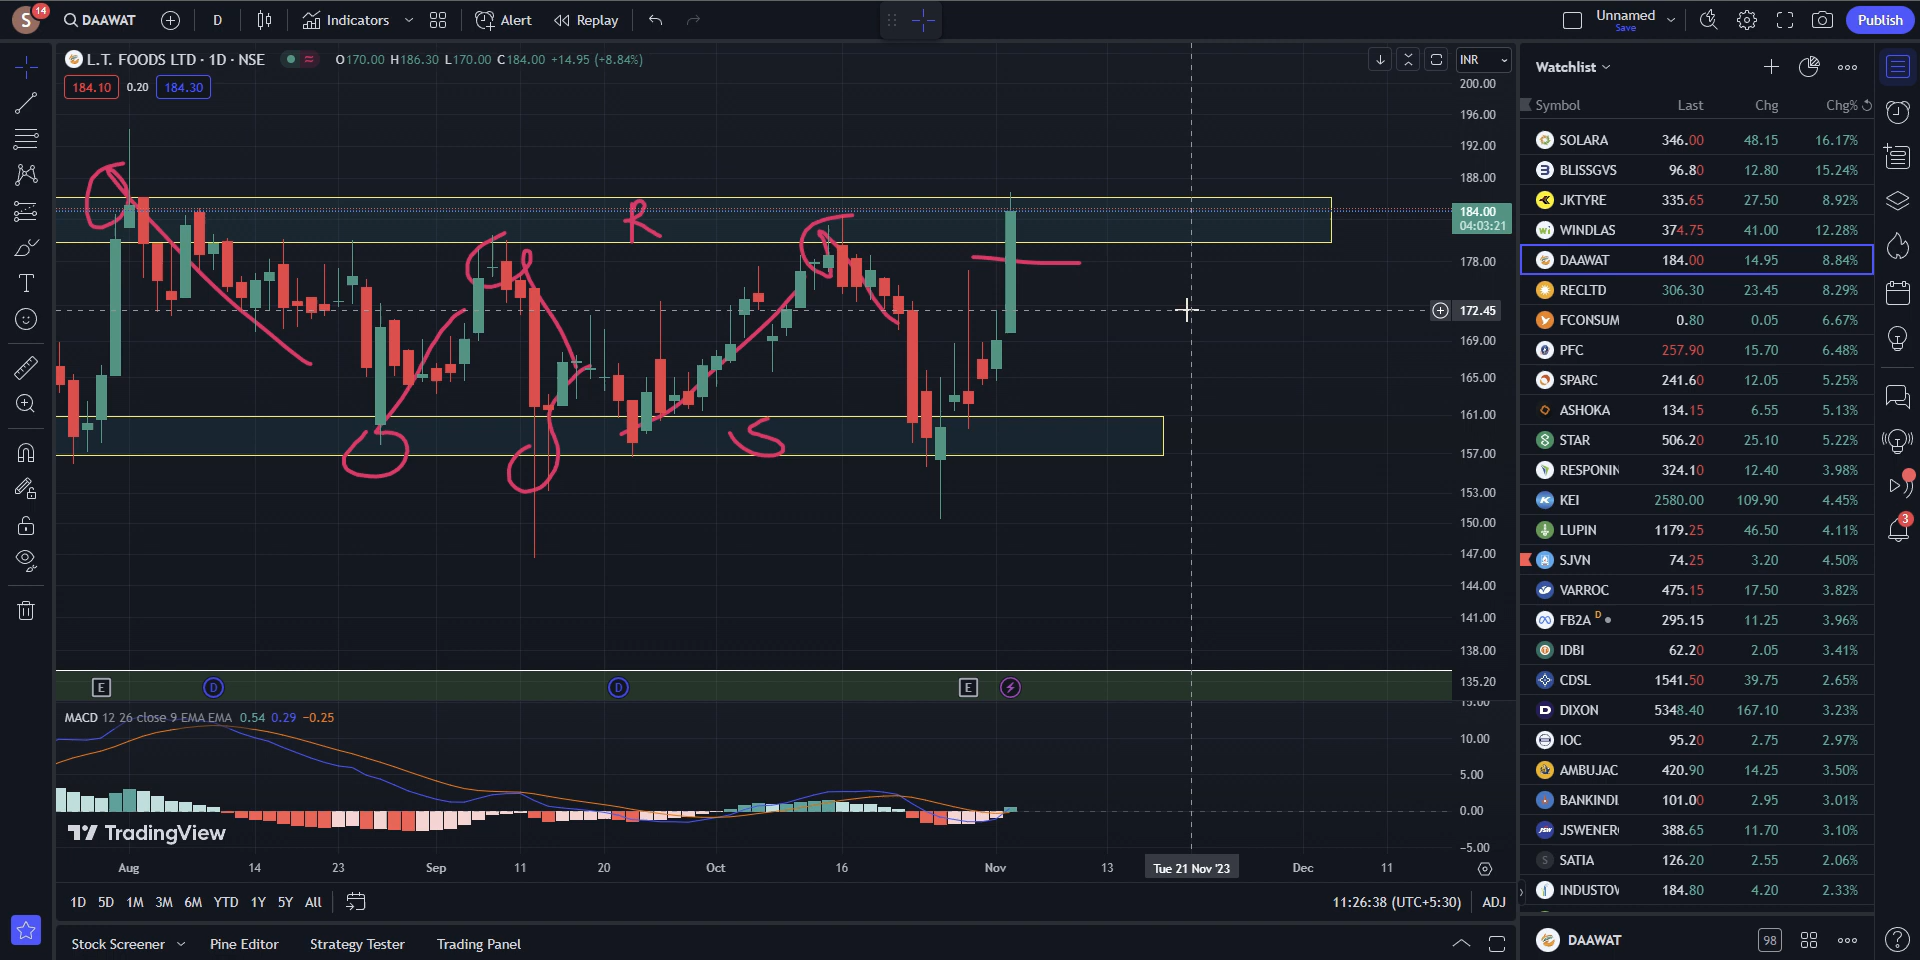 S 14 DAAWAT D Indicators Alert Replay Unnamed Save Publish
L.T. FOODS LTD · 1D · NSE O170.00 H186.30 L170.00 C184.00 +14.95 (+8.84%) INR
184.10 0.20 184.30
200.00
196.00
192.00
188.00
184.00
04:03:21
178.00
172.45
169.00
165.00
161.00
157.00
153.00
150.00
147.00
144.00
141.00
138.00
135.20
R
S
E D D E
MACD 12 26 close 9 EMA EMA 0.54 0.29 −0.25
15.00
10.00
5.00
0.00
−5.00
TradingView
Aug 14 23 Sep 11 20 Oct 16 Nov 13 Tue 21 Nov '23 Dec 11
1D 5D 1M 3M 6M YTD 1Y 5Y All 11:26:38 (UTC+5:30) ADJ
Stock Screener Pine Editor Strategy Tester Trading Panel
Watchlist
Symbol Last Chg Chg%
SOLARA 346.00 48.15 16.17%
BLISSGVS 96.80 12.80 15.24%
JKTYRE 335.65 27.50 8.92%
WINDLAS 374.75 41.00 12.28%
DAAWAT 184.00 14.95 8.84%
RECLTD 306.30 23.45 8.29%
FCONSUM 0.80 0.05 6.67%
PFC 257.90 15.70 6.48%
SPARC 241.60 12.05 5.25%
ASHOKA 134.15 6.55 5.13%
STAR 506.20 25.10 5.22%
RESPONIN 324.10 12.40 3.98%
KEI 2580.00 109.90 4.45%
LUPIN 1179.25 46.50 4.11%
SJVN 74.25 3.20 4.50%
VARROC 475.15 17.50 3.82%
FB2A D 295.15 11.25 3.96%
IDBI 62.20 2.05 3.41%
CDSL 1541.50 39.75 2.65%
DIXON 5348.40 167.10 3.23%
IOC 95.20 2.75 2.97%
AMBUJAC 420.90 14.25 3.50%
BANKINDI 101.00 2.95 3.01%
JSWENER 388.65 11.70 3.10%
SATIA 126.20 2.55 2.06%
INDUSTOV 184.80 4.20 2.33%
DAAWAT 98
3